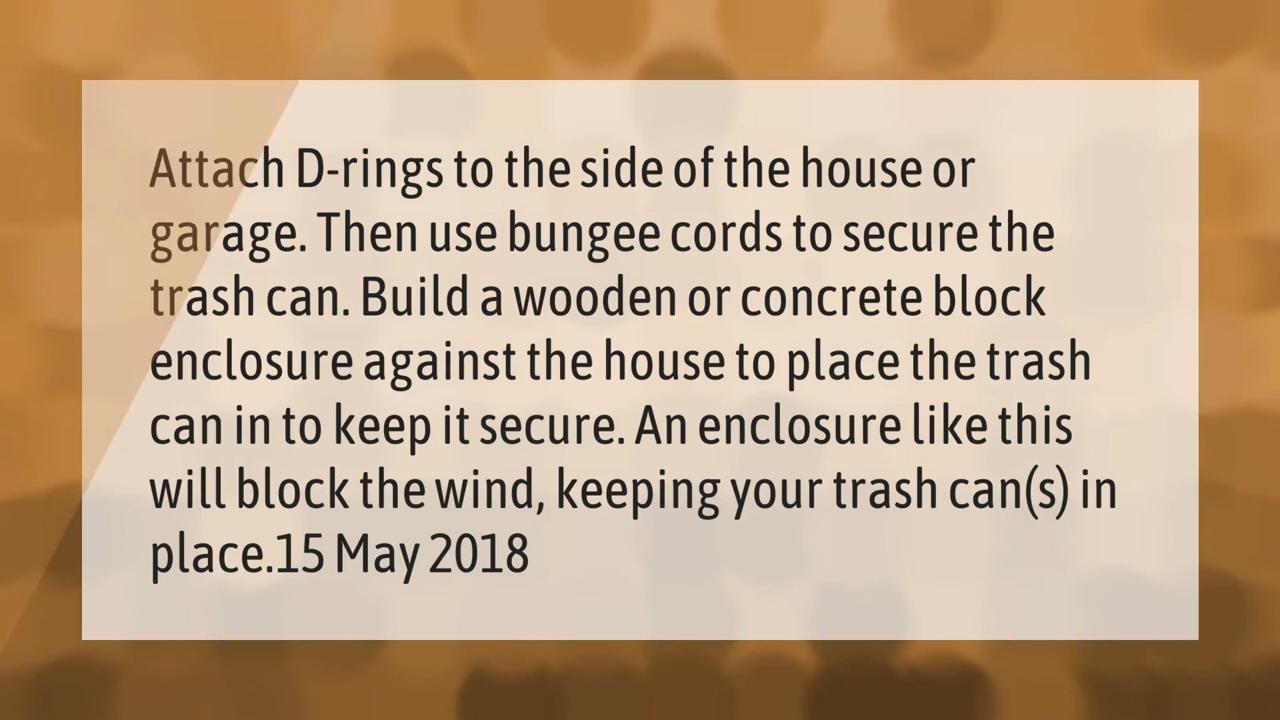 Attach D-rings to the side of the house or
garage. Then use bungee cords to secure the
trash can. Build a wooden or concrete block
enclosure against the house to place the trash
can in to keep it secure. An enclosure like this
will block the wind, keeping your trash can(s) in
place.15 May 2018